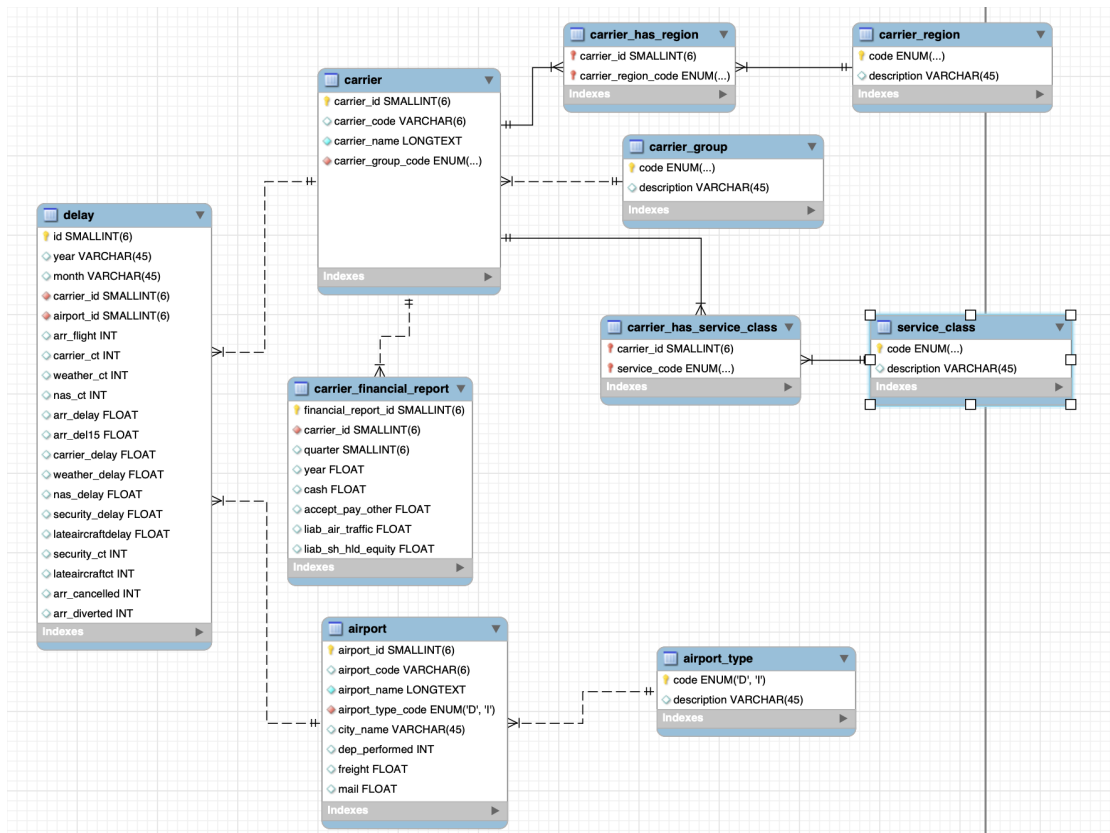 carrier_has_region
carrier_id SMALLINT(6)
carrier_region_code ENUM(...)
Indexes
carrier_region
code ENUM(...)
description VARCHAR(45)
Indexes
carrier
carrier_id SMALLINT(6)
carrier_code VARCHAR(6)
carrier_name LONGTEXT
carrier_group_code ENUM(...)
Indexes
carrier_group
code ENUM(...)
description VARCHAR(45)
Indexes
delay
id SMALLINT(6)
year VARCHAR(45)
month VARCHAR(45)
carrier_id SMALLINT(6)
airport_id SMALLINT(6)
arr_flight INT
carrier_ct INT
weather_ct INT
nas_ct INT
arr_delay FLOAT
arr_del15 FLOAT
carrier_delay FLOAT
weather_delay FLOAT
nas_delay FLOAT
security_delay FLOAT
lateaircraftdelay FLOAT
security_ct INT
lateaircraftct INT
arr_cancelled INT
arr_diverted INT
Indexes
carrier_has_service_class
carrier_id SMALLINT(6)
service_code ENUM(...)
Indexes
service_class
code ENUM(...)
description VARCHAR(45)
Indexes
carrier_financial_report
financial_report_id SMALLINT(6)
carrier_id SMALLINT(6)
quarter SMALLINT(6)
year FLOAT
cash FLOAT
accept_pay_other FLOAT
liab_air_traffic FLOAT
liab_sh_hld_equity FLOAT
Indexes
airport
airport_id SMALLINT(6)
airport_code VARCHAR(6)
airport_name LONGTEXT
airport_type_code ENUM('D', 'I')
city_name VARCHAR(45)
dep_performed INT
freight FLOAT
mail FLOAT
Indexes
airport_type
code ENUM('D', 'I')
description VARCHAR(45)
Indexes